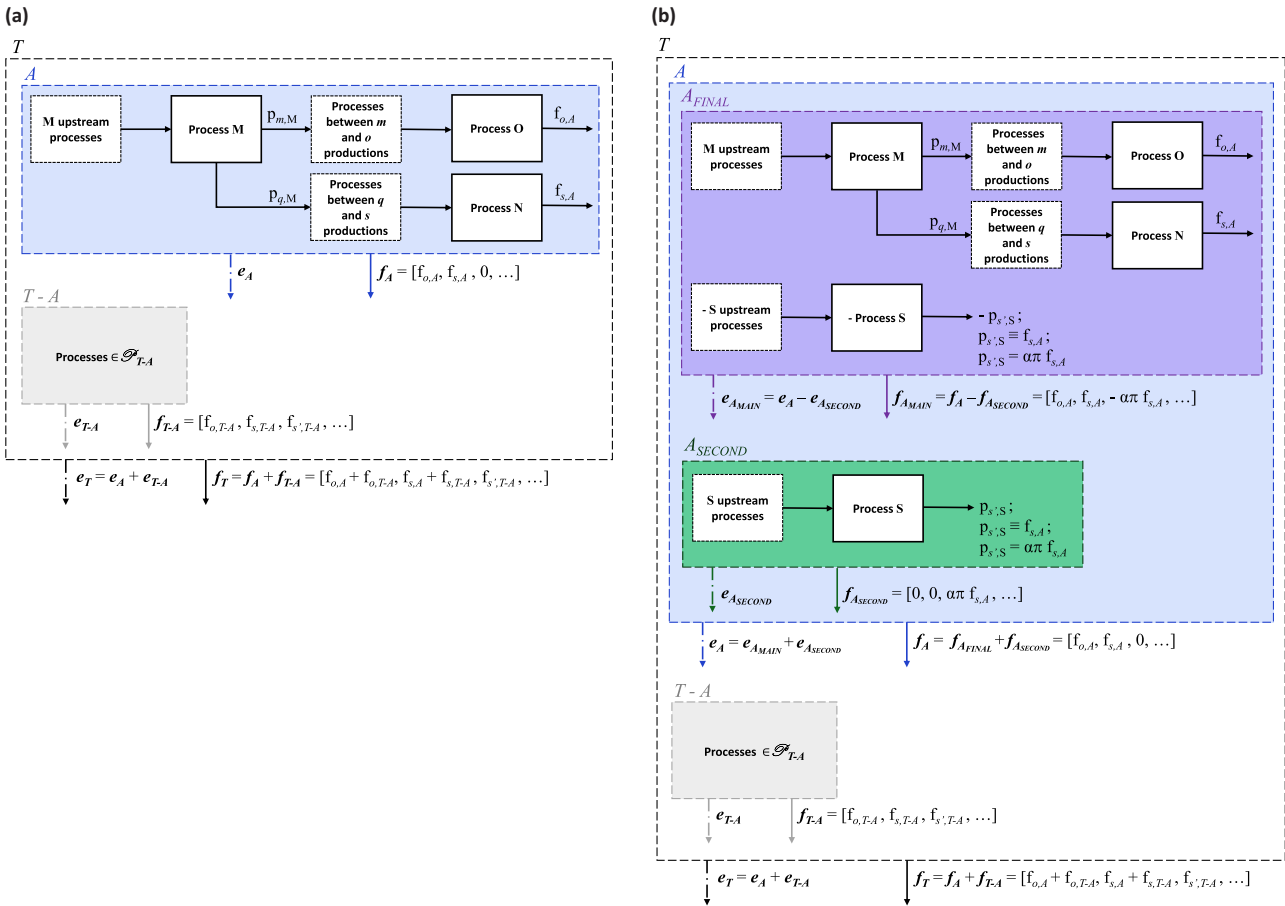 (a)
T
A
M upstream
processes
Process M
p_{m,M}
Processes
between m
and o
productions
Process O
f_{o,A}
p_{q,M}
Processes
between q
and s
productions
Process N
f_{s,A}
e_A
f_A = [f_{o,A}, f_{s,A} , 0, …]
T - A
Processes ∈ 𝒫_{T-A}
e_{T-A}
f_{T-A} = [f_{o,T-A}, f_{s,T-A}, f_{s’,T-A}, …]
e_T = e_A + e_{T-A}
f_T = f_A + f_{T-A} = [f_{o,A} + f_{o,T-A}, f_{s,A} + f_{s,T-A}, f_{s’,T-A}, …]
(b)
T
A
A_{FINAL}
M upstream
processes
Process M
p_{m,M}
Processes
between m
and o
productions
Process O
f_{o,A}
p_{q,M}
Processes
between q
and s
productions
Process N
f_{s,A}
- S upstream
processes
- Process S
- p_{s’,S} ;
p_{s’,S} ≡ f_{s,A} ;
p_{s’,S} = απ f_{s,A}
e_{A_{MAIN}} = e_A – e_{A_{SECOND}}
f_{A_{MAIN}} = f_A – f_{A_{SECOND}} = [f_{o,A}, f_{s,A}, - απ f_{s,A} , …]
A_{SECOND}
S upstream
processes
Process S
p_{s’,S} ;
p_{s’,S} ≡ f_{s,A} ;
p_{s’,S} = απ f_{s,A}
e_{A_{SECOND}}
f_{A_{SECOND}} = [0, 0, απ f_{s,A} , …]
e_A = e_{A_{MAIN}} + e_{A_{SECOND}}
f_A = f_{A_{FINAL}} + f_{A_{SECOND}} = [f_{o,A}, f_{s,A} , 0, …]
T - A
Processes ∈ 𝒫_{T-A}
e_{T-A}
f_{T-A} = [f_{o,T-A}, f_{s,T-A}, f_{s’,T-A}, …]
e_T = e_A + e_{T-A}
f_T = f_A + f_{T-A} = [f_{o,A} + f_{o,T-A}, f_{s,A} + f_{s,T-A}, f_{s’,T-A}, …]